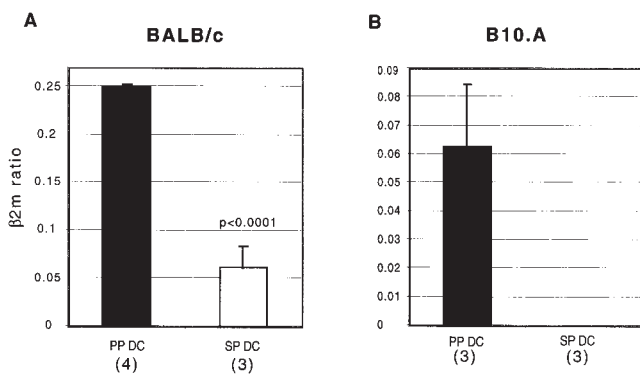 A
BALB/c
β2m ratio
0.25
0.2
0.15
0.1
0.05
0
p<0.0001
PP DC
(4)
SP DC
(3)
B
B10.A
0.09
0.08
0.07
0.06
0.05
0.04
0.03
0.02
0.01
0
PP DC
(3)
SP DC
(3)